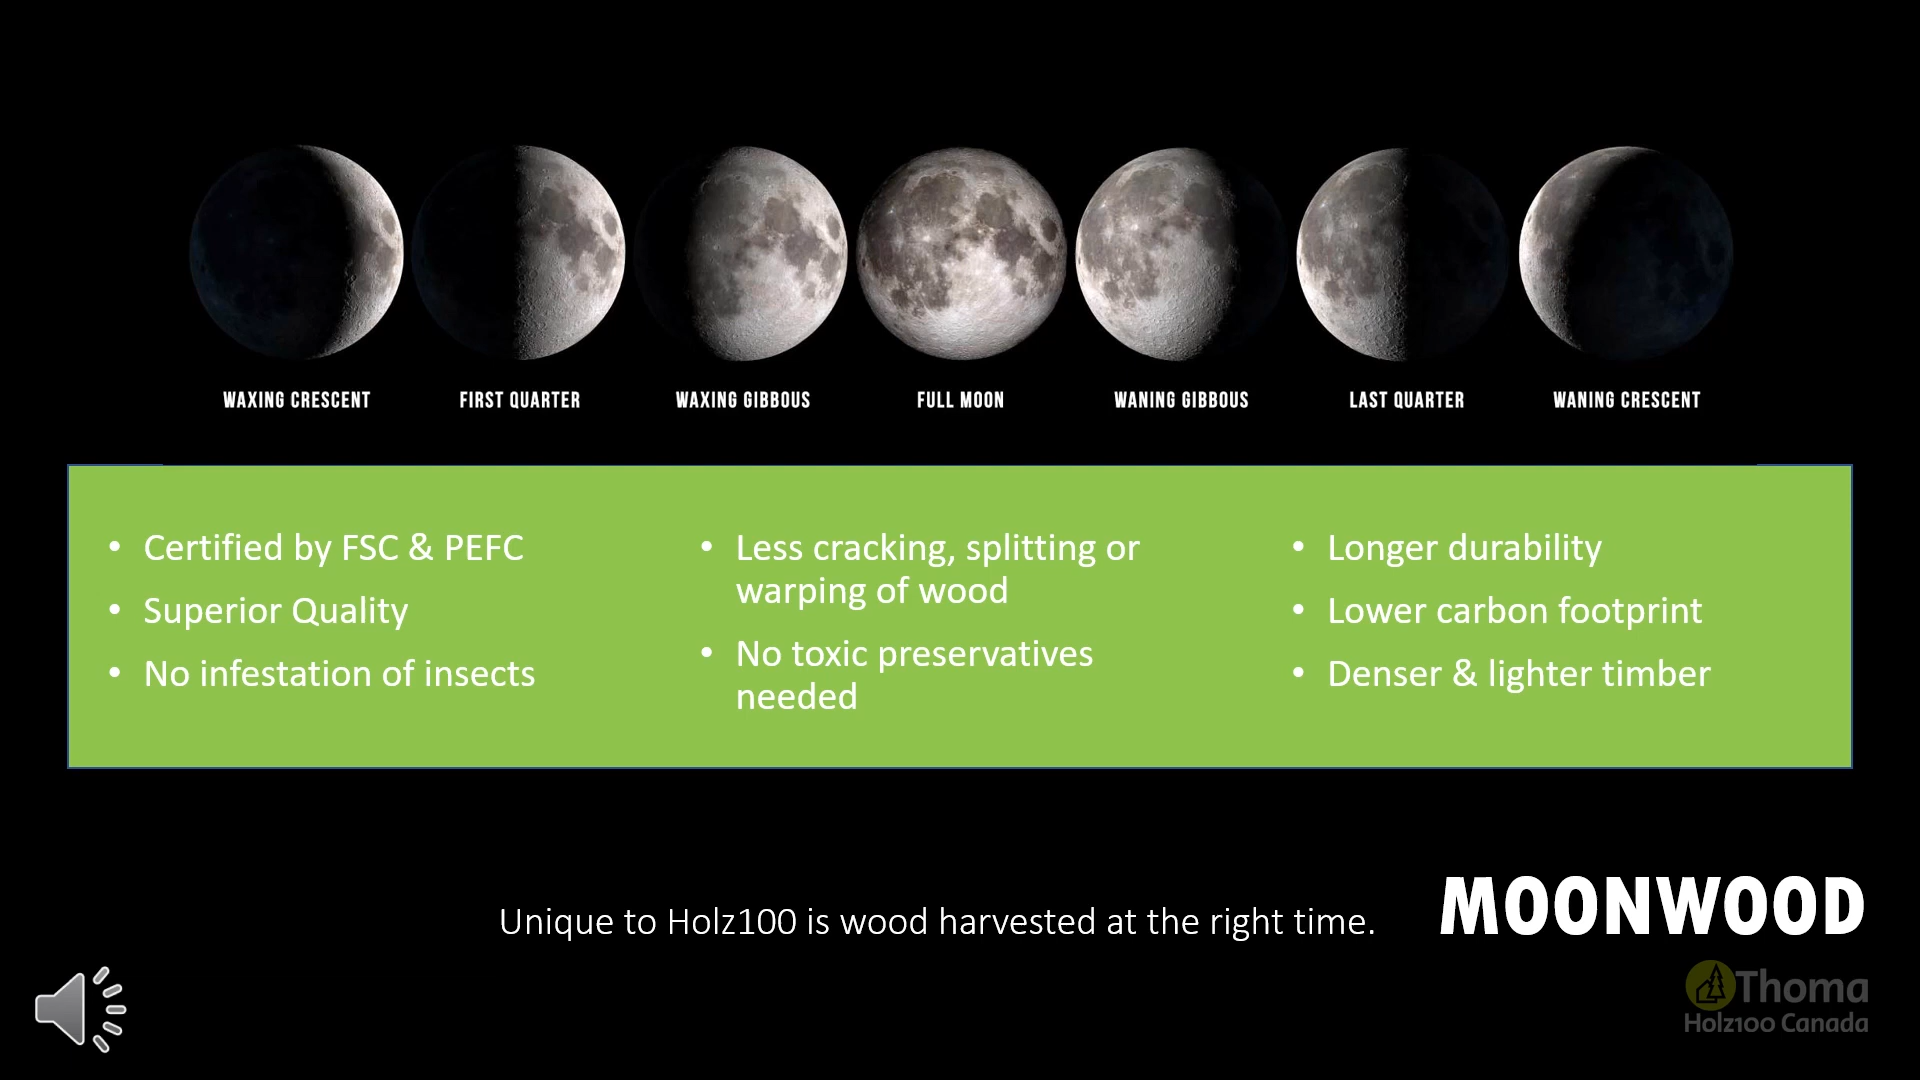 WAXING CRESCENT
FIRST QUARTER
WAXING GIBBOUS
FULL MOON
WANING GIBBOUS
LAST QUARTER
WANING CRESCENT
• Certified by FSC & PEFC
• Superior Quality
• No infestation of insects
• Less cracking, splitting or
warping of wood
• No toxic preservatives
needed
• Longer durability
• Lower carbon footprint
• Denser & lighter timber
Unique to Holz100 is wood harvested at the right time.
MOONWOOD
Thoma
Holz100 Canada